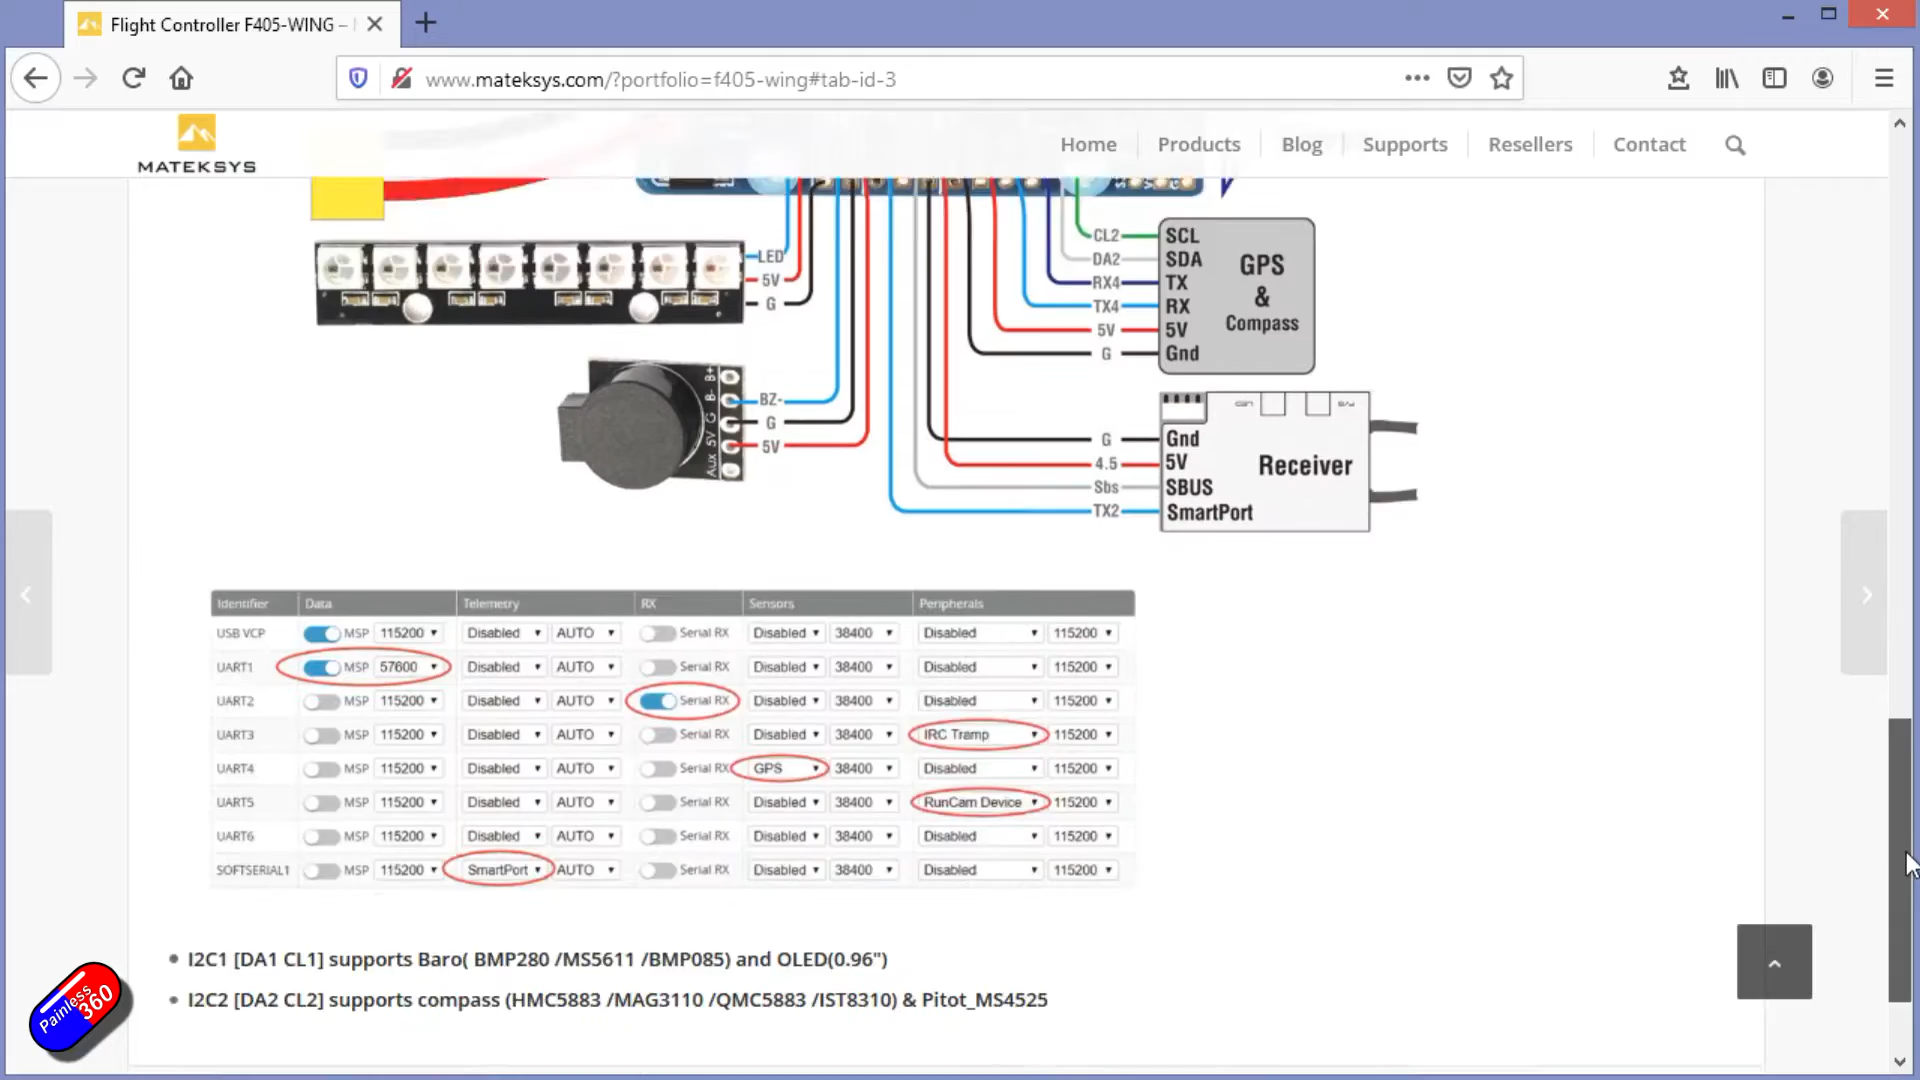 Flight Controller F405-WING –
www.mateksys.com/?portfolio=f405-wing#tab-id-3
MATEKSYS
Home Products Blog Supports Resellers Contact
LED
5V
G
BZ-
G
5V
B+
B-
G
5V
Aux
CL2 SCL
DA2 SDA
RX4 TX
TX4 RX
5V 5V
G Gnd
GPS
&
Compass
G Gnd
4.5 5V
Sbs SBUS
TX2 SmartPort
Receiver
Identifier Data Telemetry RX Sensors Peripherals
USB VCP MSP 115200 Disabled AUTO Serial RX Disabled 38400 Disabled 115200
UART1 MSP 57600 Disabled AUTO Serial RX Disabled 38400 Disabled 115200
UART2 MSP 115200 Disabled AUTO Serial RX Disabled 38400 Disabled 115200
UART3 MSP 115200 Disabled AUTO Serial RX Disabled 38400 IRC Tramp 115200
UART4 MSP 115200 Disabled AUTO Serial RX GPS 38400 Disabled 115200
UART5 MSP 115200 Disabled AUTO Serial RX Disabled 38400 RunCam Device 115200
UART6 MSP 115200 Disabled AUTO Serial RX Disabled 38400 Disabled 115200
SOFTSERIAL1 MSP 115200 SmartPort AUTO Serial RX Disabled 38400 Disabled 115200
• I2C1 [DA1 CL1] supports Baro( BMP280 /MS5611 /BMP085) and OLED(0.96")
• I2C2 [DA2 CL2] supports compass (HMC5883 /MAG3110 /QMC5883 /IST8310) & Pitot_MS4525
Painless
360